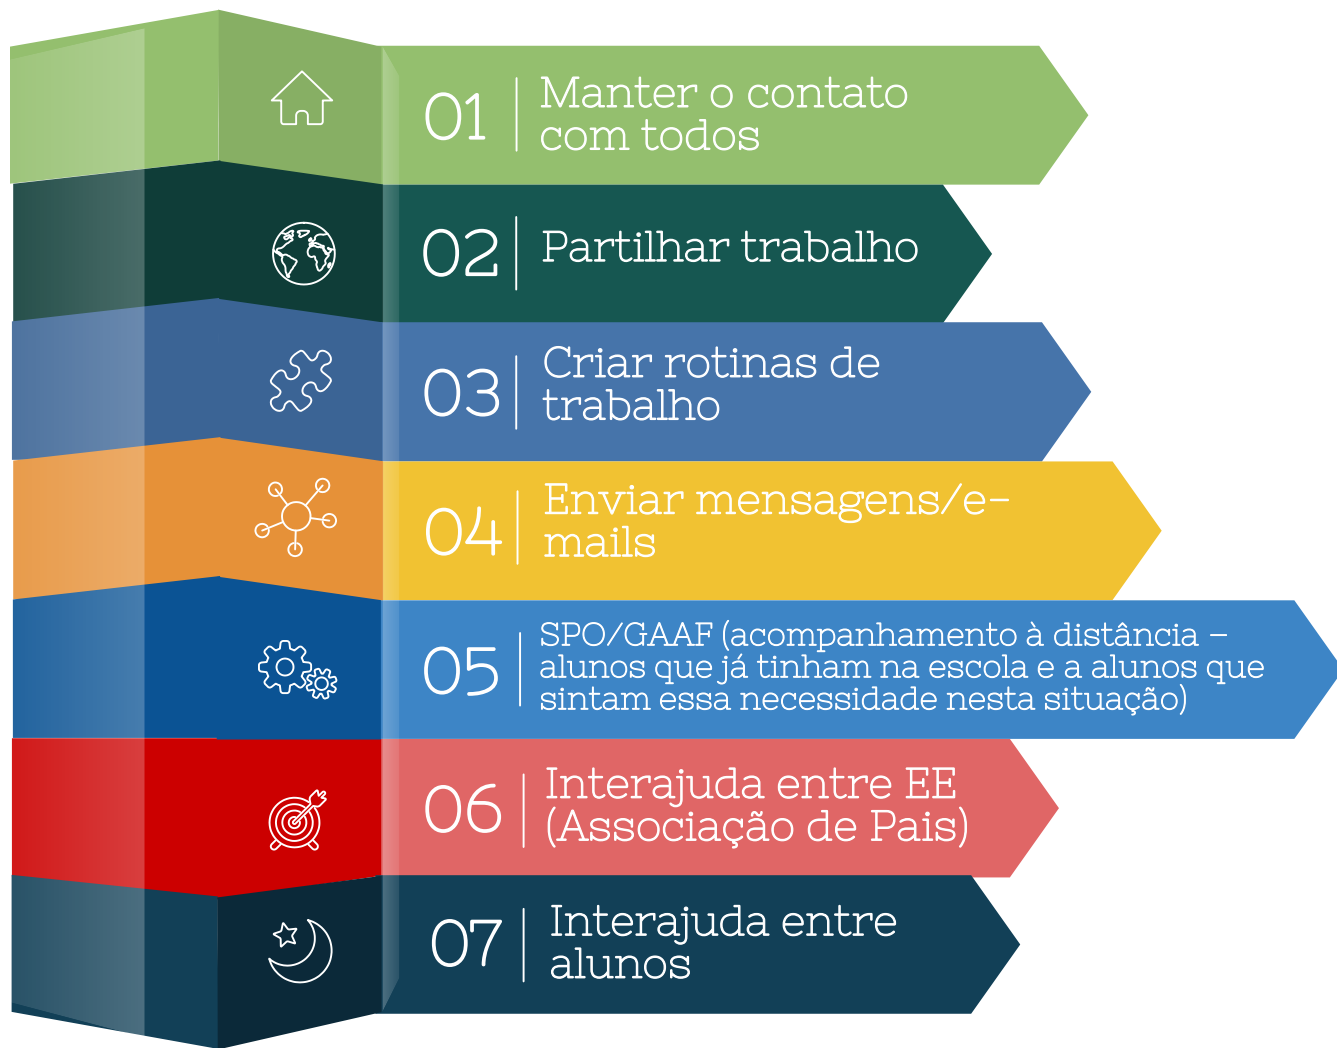 01
Manter o contato
com todos
02
Partilhar trabalho
03
Criar rotinas de
trabalho
04
Enviar mensagens/e-
mails
05
SPO/GAAF (acompanhamento à distância –
alunos que já tinham na escola e a alunos que
sintam essa necessidade nesta situação)
06
Interajuda entre EE
(Associação de Pais)
07
Interajuda entre
alunos